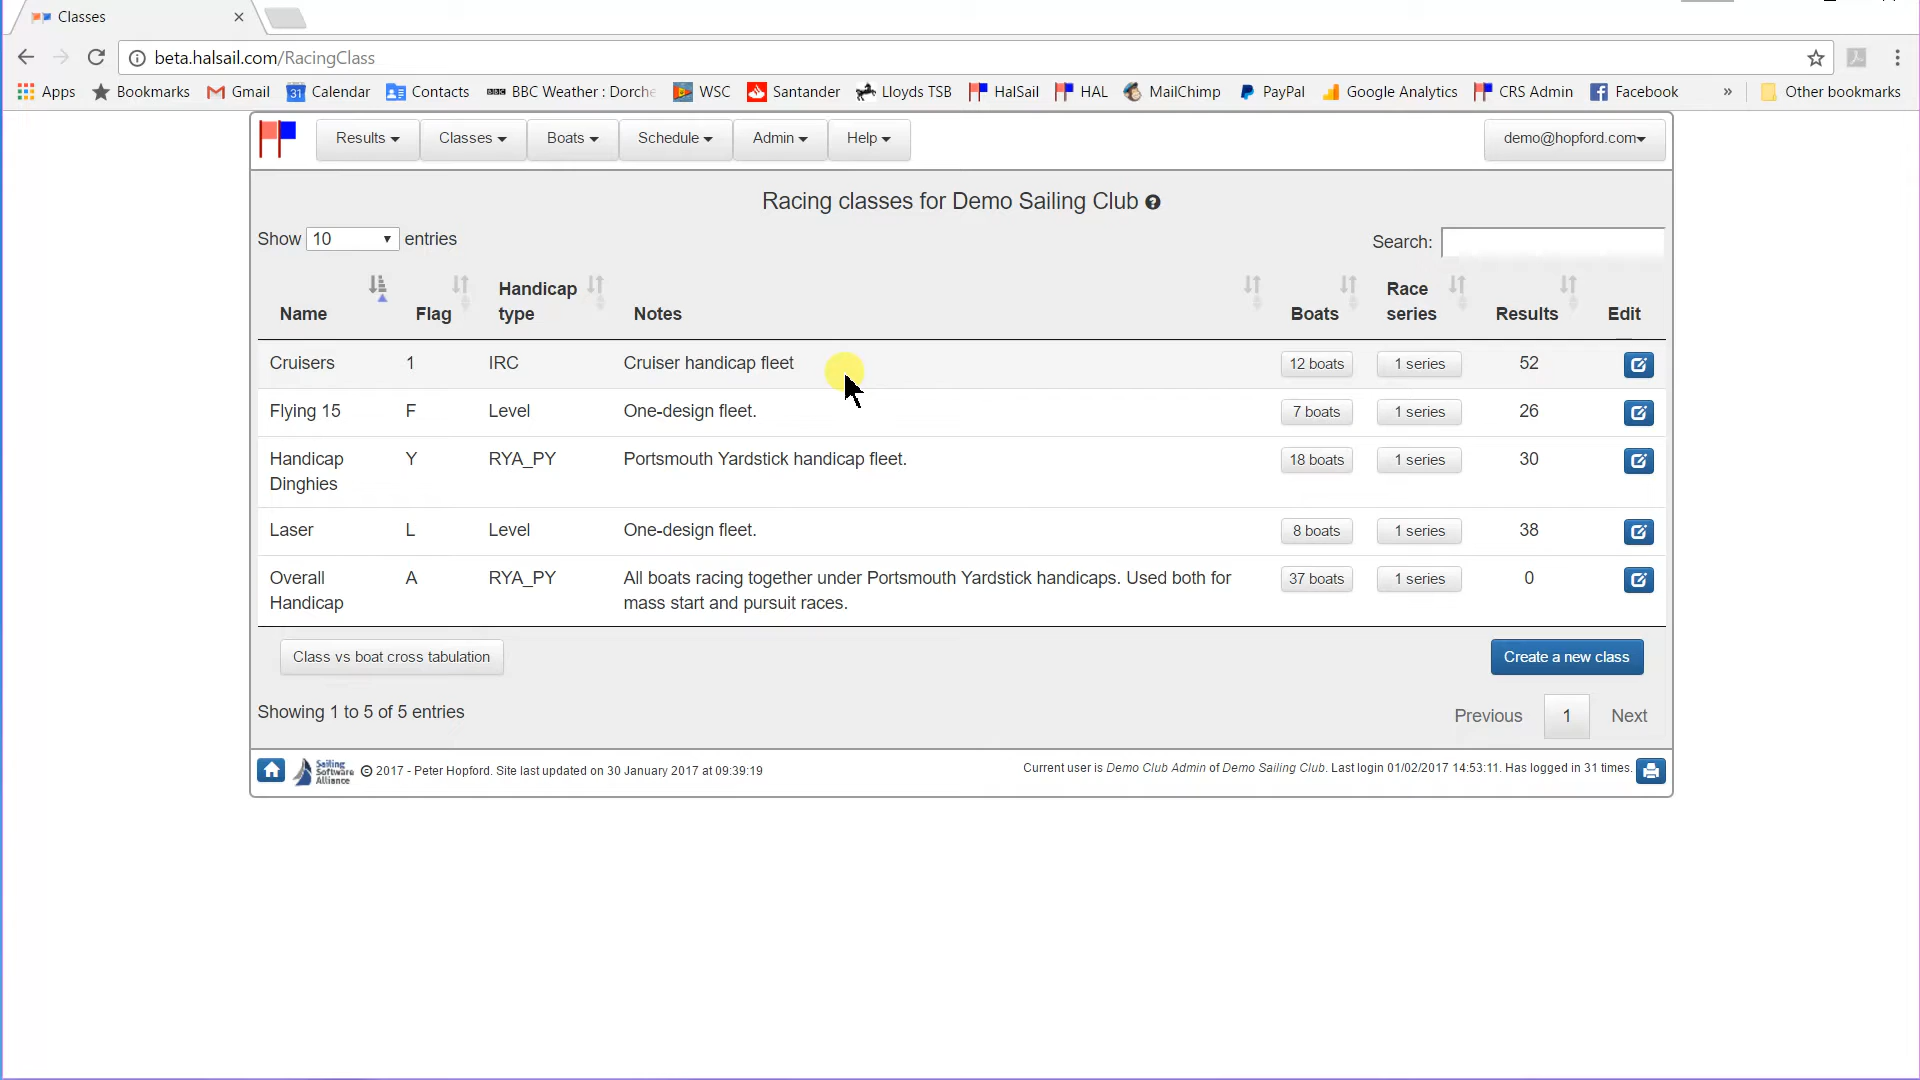 Classes
beta.halsail.com/RacingClass
Apps Bookmarks Gmail 31 Calendar Contacts BBC BBC Weather : Dorche WSC Santander Lloyds TSB HalSail HAL MailChimp PayPal Google Analytics CRS Admin Facebook » Other bookmarks
Results Classes Boats Schedule Admin Help demo@hopford.com
Racing classes for Demo Sailing Club
Show 10 entries Search:
Name Flag Handicap type Notes Boats Race series Results Edit
Cruisers 1 IRC Cruiser handicap fleet 12 boats 1 series 52
Flying 15 F Level One-design fleet. 7 boats 1 series 26
Handicap Y RYA_PY Portsmouth Yardstick handicap fleet. 18 boats 1 series 30
Dinghies
Laser L Level One-design fleet. 8 boats 1 series 38
Overall A RYA_PY All boats racing together under Portsmouth Yardstick handicaps. Used both for 37 boats 1 series 0
Handicap mass start and pursuit races.
Class vs boat cross tabulation Create a new class
Showing 1 to 5 of 5 entries Previous 1 Next
Sailing Software Alliance © 2017 - Peter Hopford. Site last updated on 30 January 2017 at 09:39:19 Current user is Demo Club Admin of Demo Sailing Club. Last login 01/02/2017 14:53:11. Has logged in 31 times.